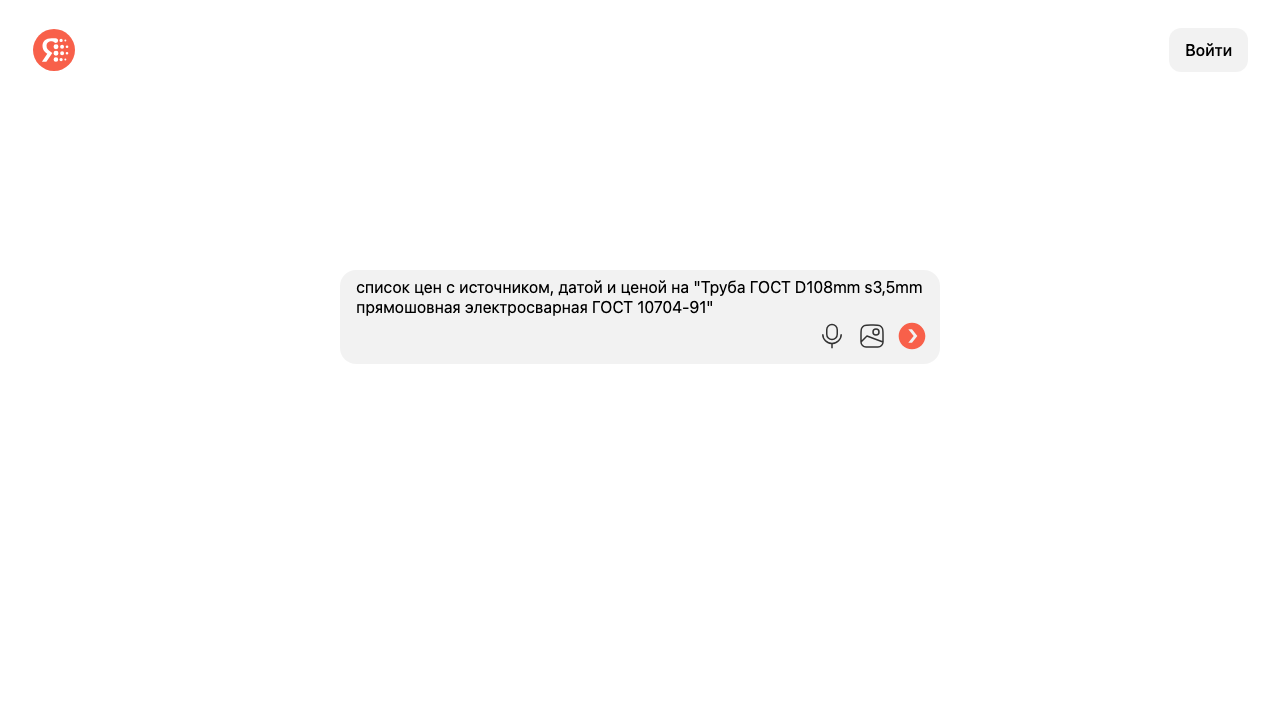 Я
Войти
список цен с источником, датой и ценой на "Труба ГОСТ D108mm s3,5mm
прямошовная электросварная ГОСТ 10704-91"